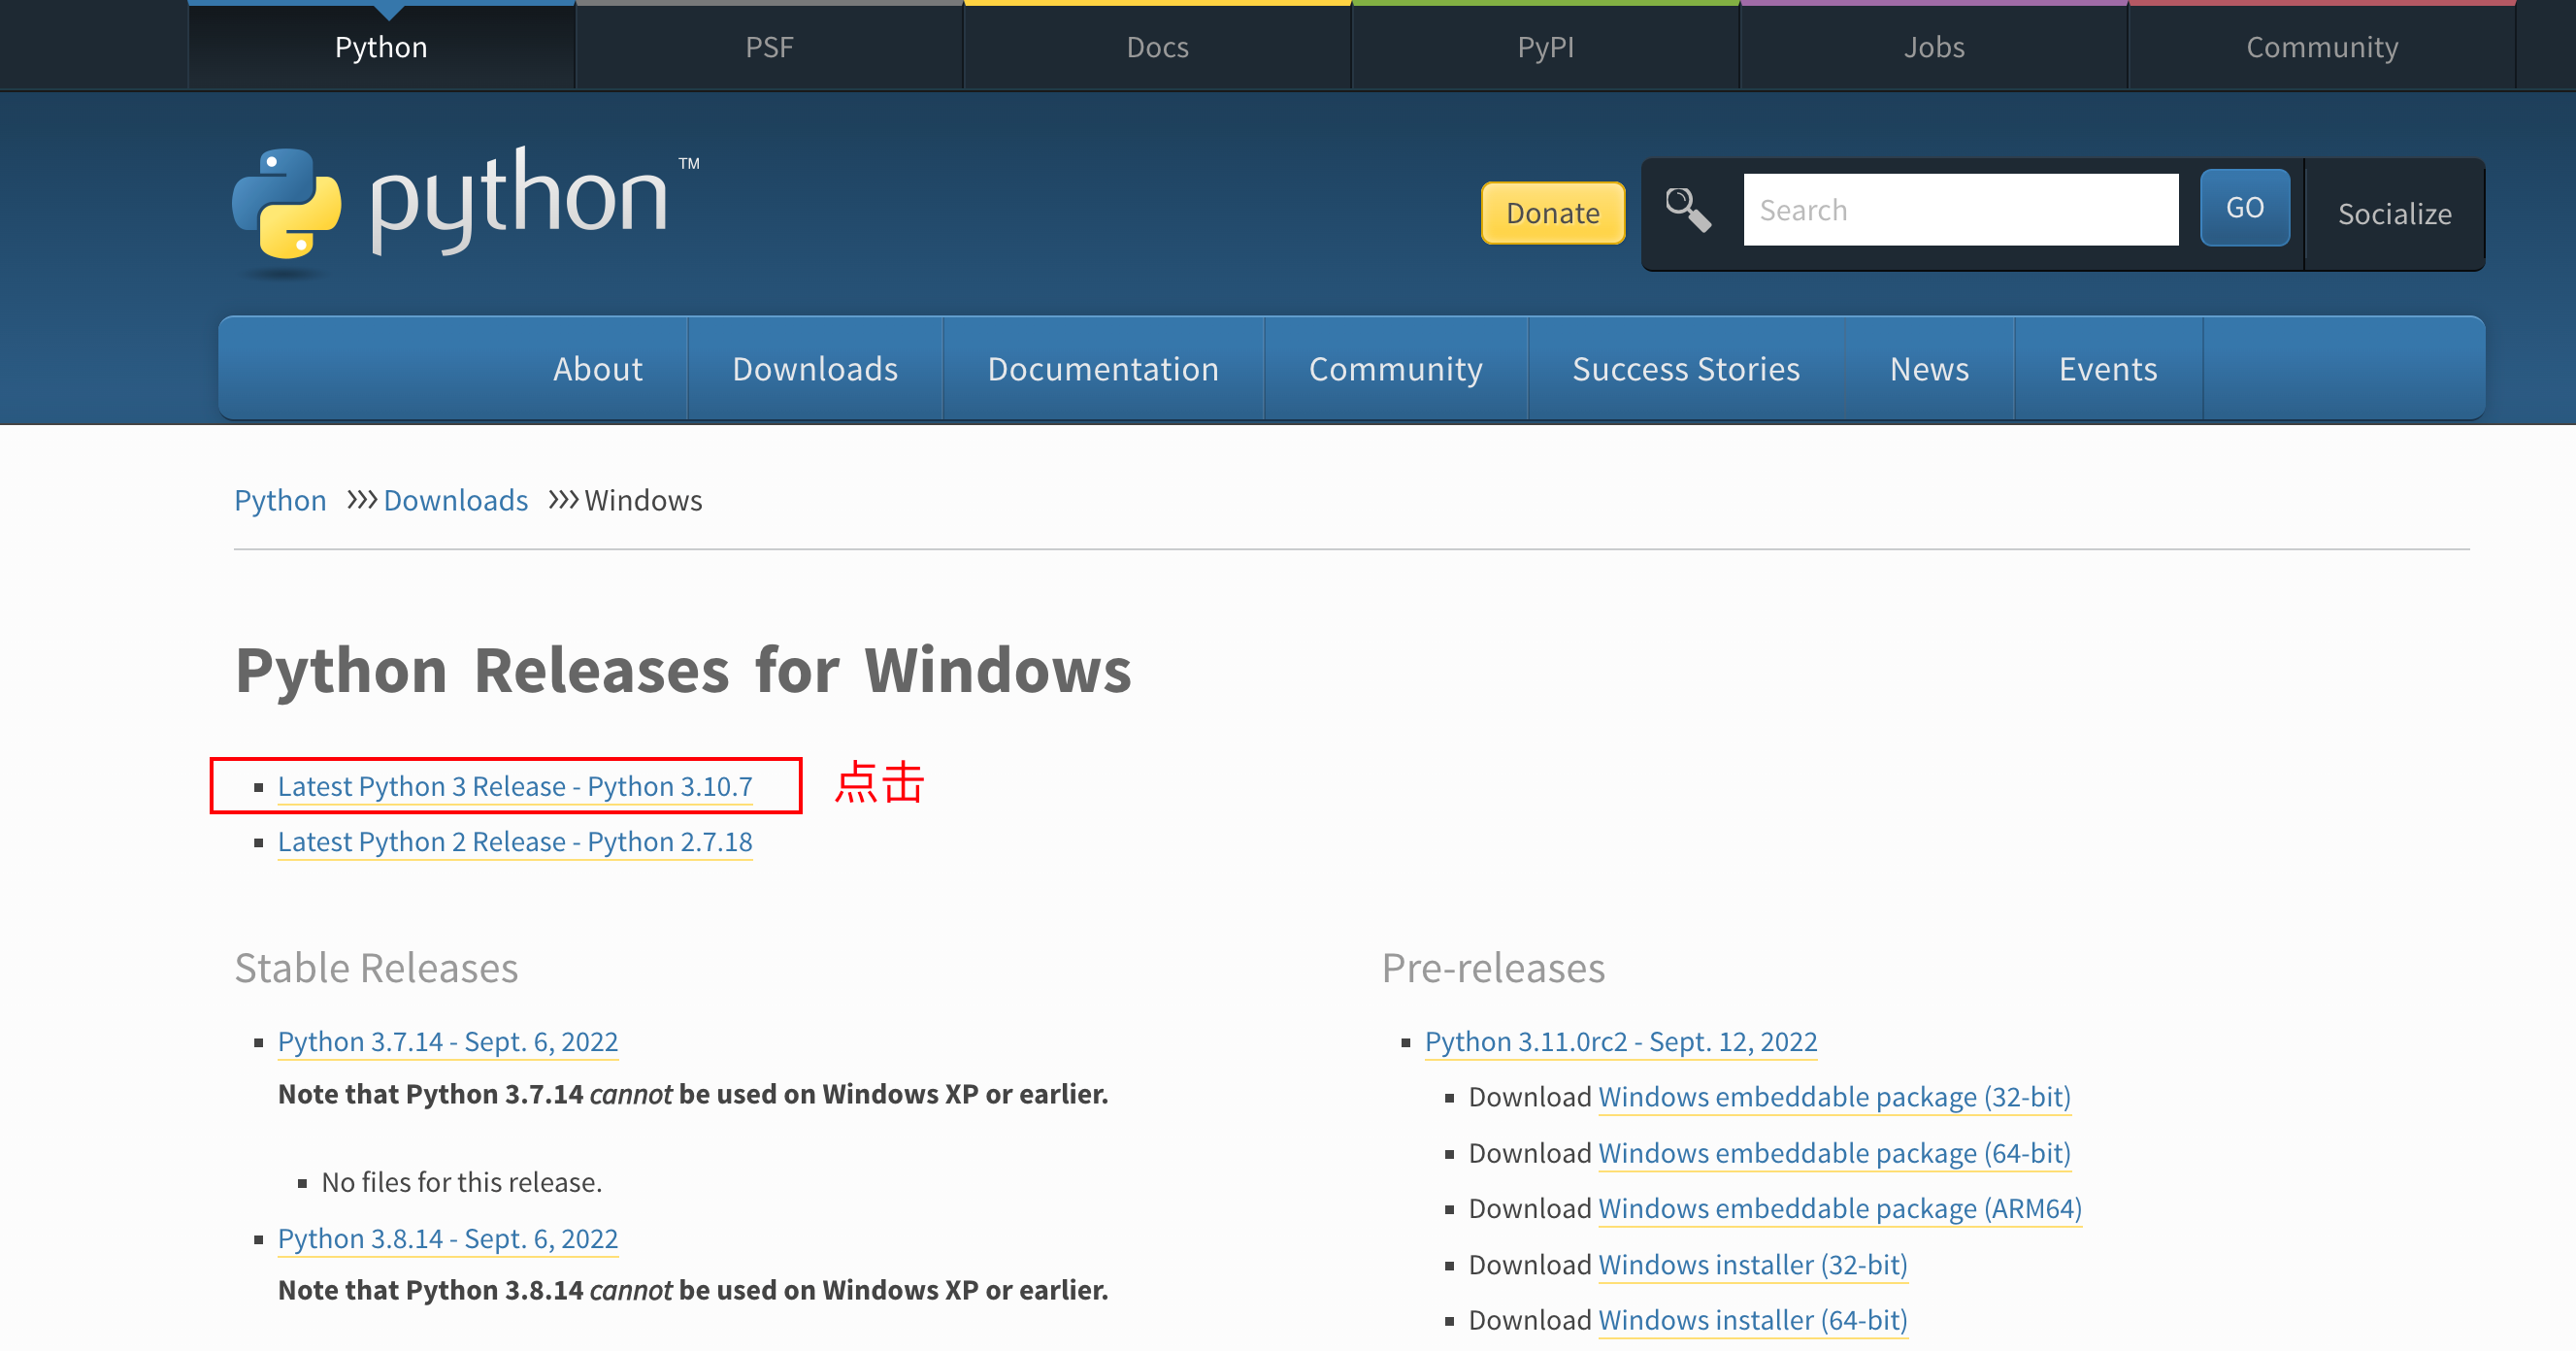 Python PSF Docs PyPI Jobs Community
python TM Donate Search GO Socialize
About Downloads Documentation Community Success Stories News Events
Python >>> Downloads >>> Windows
Python Releases for Windows
Latest Python 3 Release - Python 3.10.7 点击
Latest Python 2 Release - Python 2.7.18
Stable Releases
Python 3.7.14 - Sept. 6, 2022
Note that Python 3.7.14 cannot be used on Windows XP or earlier.
No files for this release.
Python 3.8.14 - Sept. 6, 2022
Note that Python 3.8.14 cannot be used on Windows XP or earlier.
Pre-releases
Python 3.11.0rc2 - Sept. 12, 2022
Download Windows embeddable package (32-bit)
Download Windows embeddable package (64-bit)
Download Windows embeddable package (ARM64)
Download Windows installer (32-bit)
Download Windows installer (64-bit)